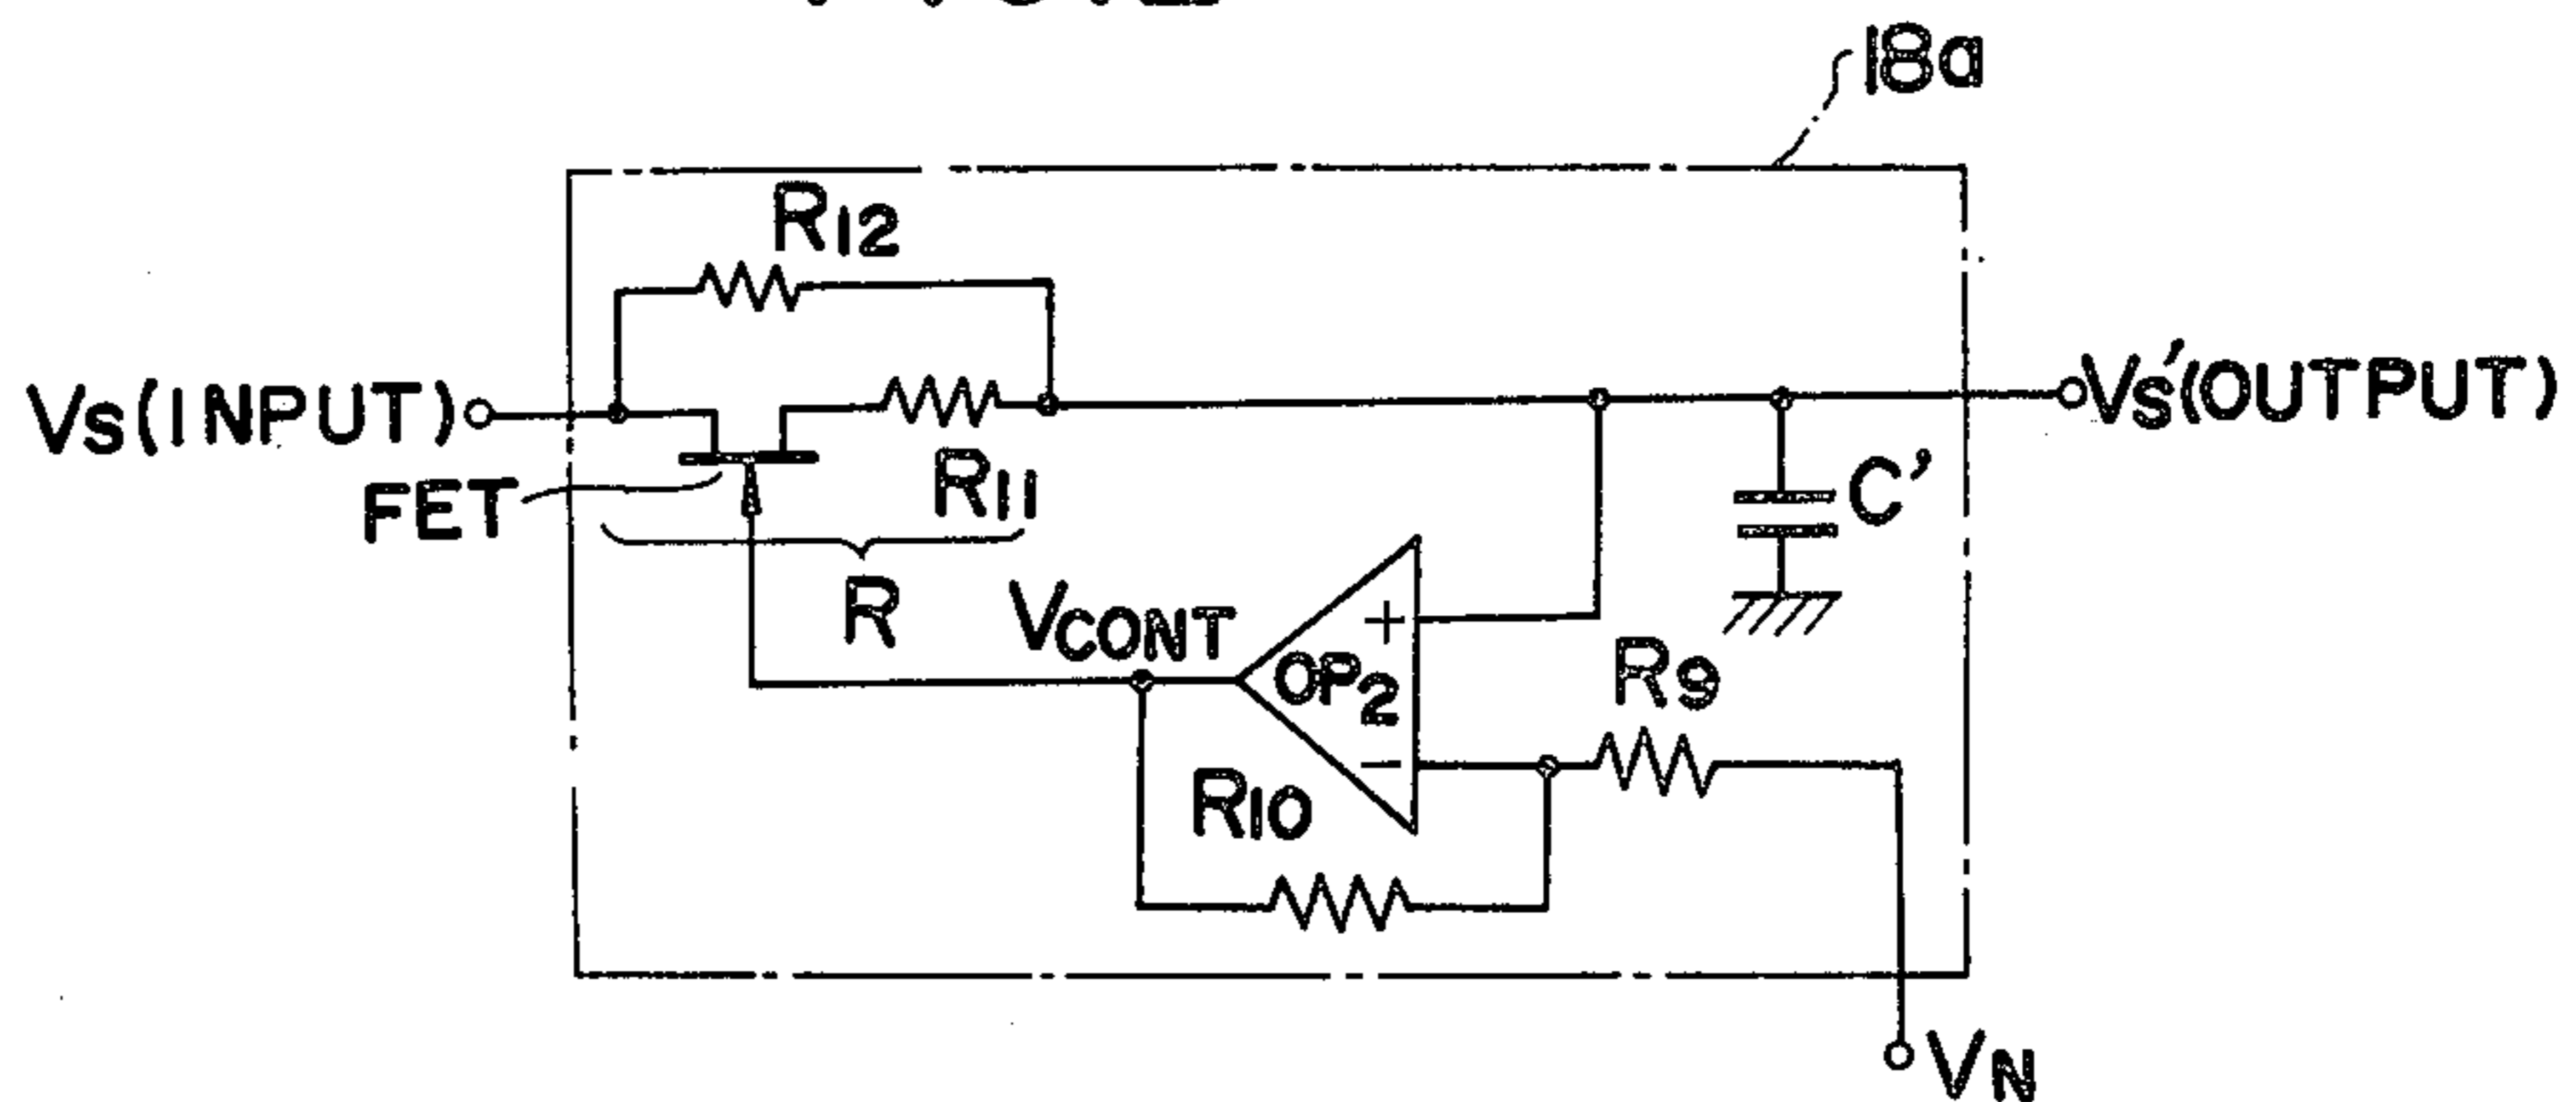 18a
R12
VS(INPUT)
VS'(OUTPUT)
FET
R11
C'
R
VCONT
+
OP2
R9
−
R10
VN